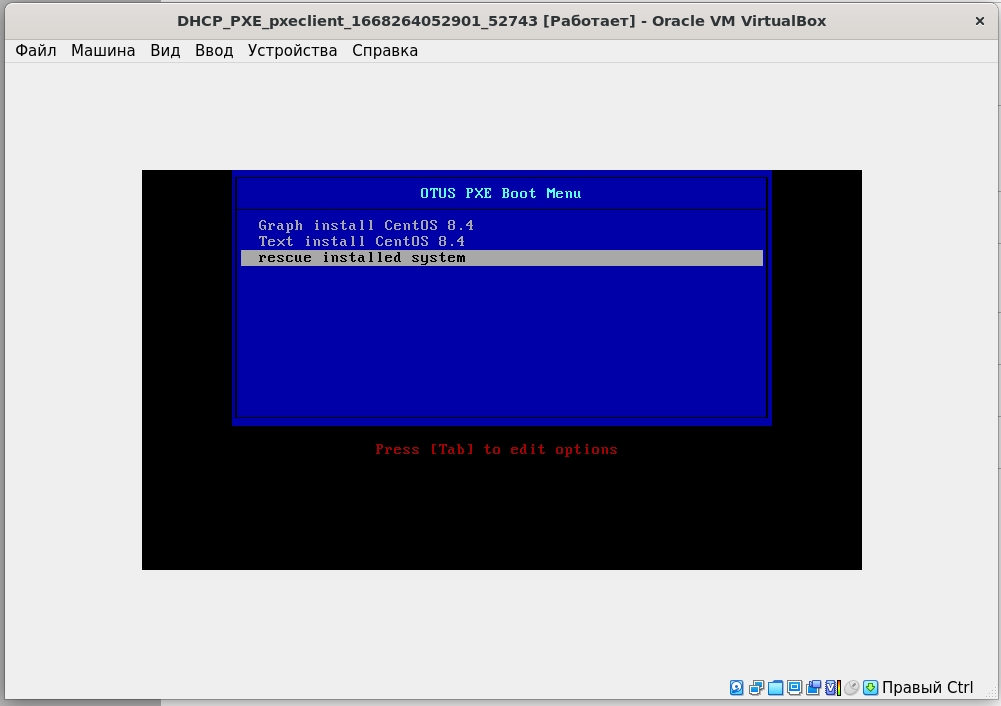 DHCP_PXE_pxeclient_1668264052901_52743 [Работает] - Oracle VM VirtualBox
Файл Машина Вид Ввод Устройства Справка
OTUS PXE Boot Menu
Graph install CentOS 8.4
Text install CentOS 8.4
rescue installed system
Press [Tab] to edit options
Правый Ctrl